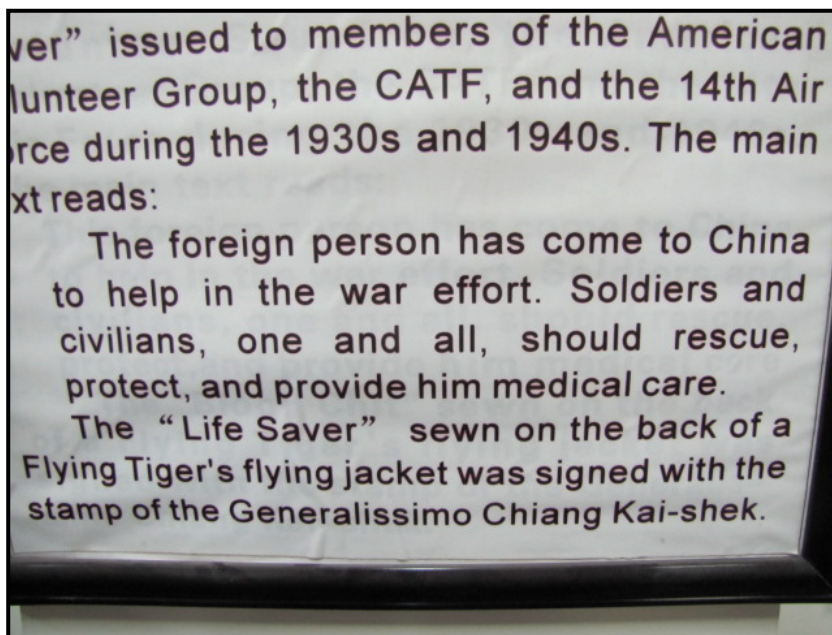 ver” issued to members of the American
lunteer Group, the CATF, and the 14th Air
orce during the 1930s and 1940s. The main
xt reads:
The foreign person has come to China
to help in the war effort. Soldiers and
civilians, one and all, should rescue,
protect, and provide him medical care.
The “Life Saver” sewn on the back of a
Flying Tiger's flying jacket was signed with the
stamp of the Generalissimo Chiang Kai-shek.